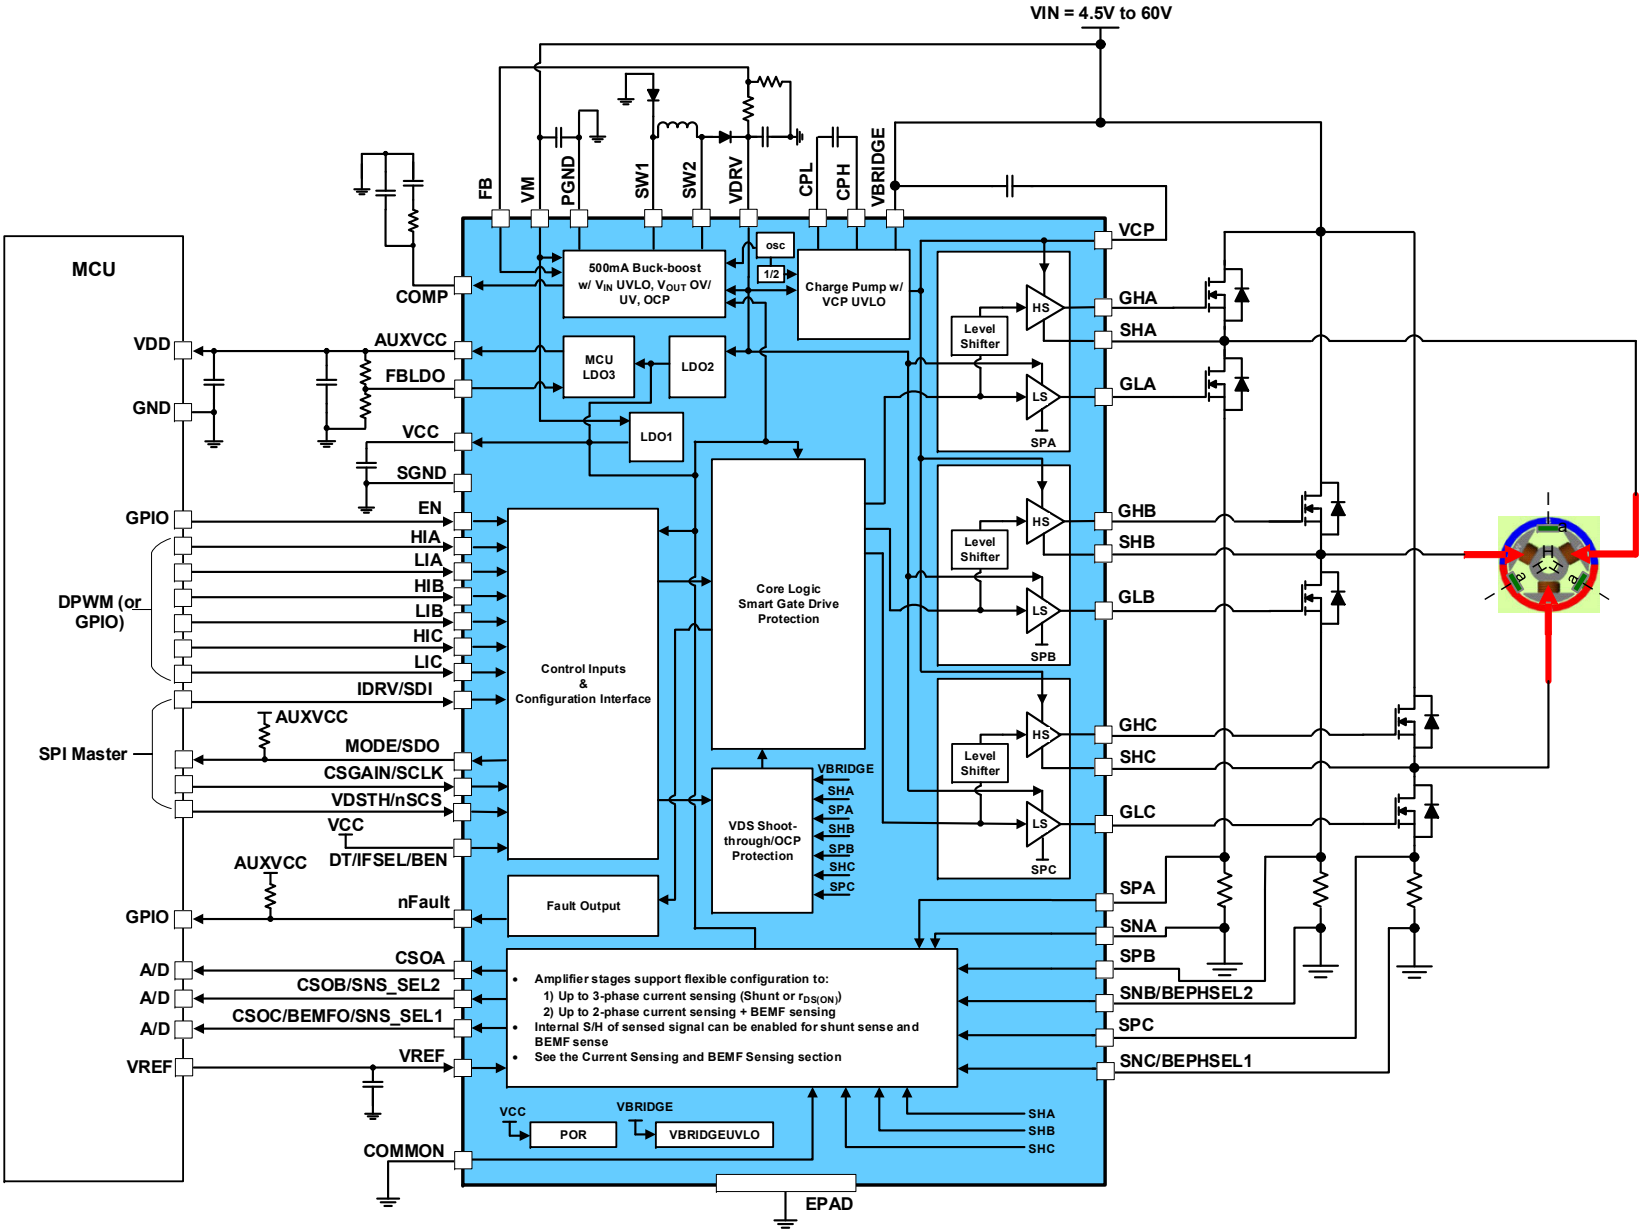 VIN = 4.5V to 60V
FB
VM
PGND
SW1
SW2
VDRV
CPL
CPH
VBRIDGE
VCP
MCU
COMP
500mA Buck-boost
w/ VIN UVLO, VOUT OV/
UV, OCP
osc
1/2
Charge Pump w/
VCP UVLO
HS
Level
Shifter
LS
SPA
GHA
SHA
GLA
VDD
AUXVCC
MCU
LDO3
LDO2
FBLDO
GND
VCC
LDO1
SGND
GPIO
EN
HIA
LIA
HIB
DPWM (or
GPIO)
LIB
HIC
LIC
IDRV/SDI
AUXVCC
SPI Master
MODE/SDO
CSGAIN/SCLK
VDSTH/nSCS
VCC
DT/IFSEL/BEN
Control Inputs
&
Configuration Interface
Core Logic
Smart Gate Drive
Protection
HS
Level
Shifter
LS
SPB
GHB
SHB
GLB
a
H
H
H
a
a
HS
Level
Shifter
LS
SPC
GHC
SHC
GLC
VDS Shoot-
through/OCP
Protection
VBRIDGE
SHA
SPA
SHB
SPB
SHC
SPC
AUXVCC
GPIO
nFault
Fault Output
SPA
SNA
SPB
SNB/BEPHSEL2
SPC
SNC/BEPHSEL1
A/D
CSOA
A/D
CSOB/SNS_SEL2
A/D
CSOC/BEMFO/SNS_SEL1
VREF
VREF
• Amplifier stages support flexible configuration to:
1) Up to 3-phase current sensing (Shunt or rDS(ON))
2) Up to 2-phase current sensing + BEMF sensing
• Internal S/H of sensed signal can be enabled for shunt sense and
BEMF sense
• See the Current Sensing and BEMF Sensing section
VCC
POR
VBRIDGE
VBRIDGEUVLO
SHA
SHB
SHC
COMMON
EPAD